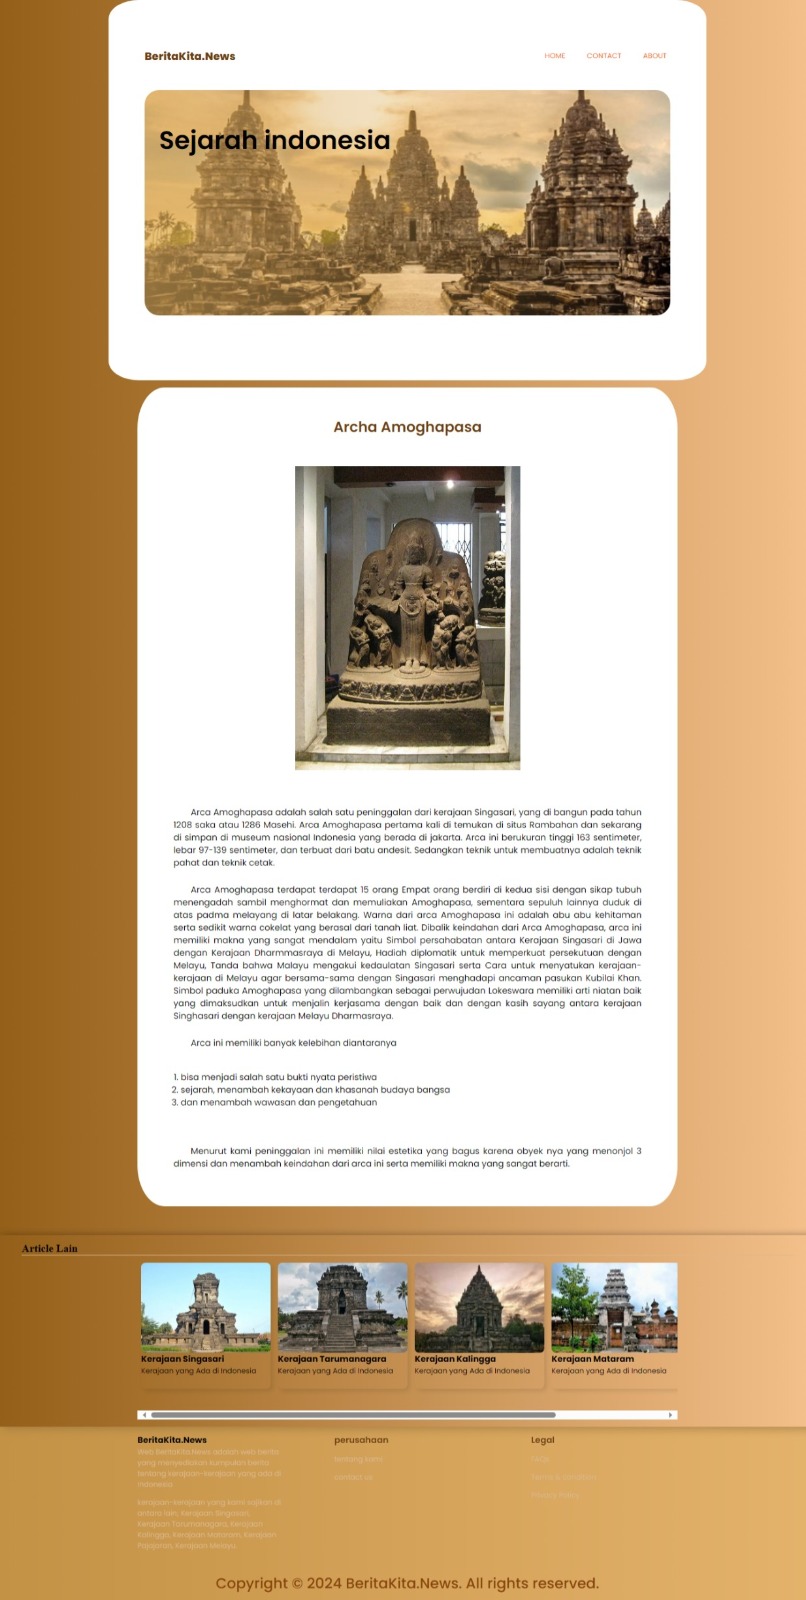 BeritaKita.News
HOME CONTACT ABOUT
Sejarah indonesia
Archa Amoghapasa
Arca Amoghapasa adalah salah satu peninggalan dari kerajaan Singasari, yang di bangun pada tahun
1208 saka atau 1286 Masehi. Arca Amoghapasa pertama kali di temukan di situs Rambahan dan sekarang
di simpan di museum nasional Indonesia yang berada di jakarta. Arca ini berukuran tinggi 163 sentimeter,
lebar 97-139 sentimeter, dan terbuat dari batu andesit. Sedangkan teknik untuk membuatnya adalah teknik
pahat dan teknik cetak.
Arca Amoghapasa terdapat terdapat 15 orang Empat orang berdiri di kedua sisi dengan sikap tubuh
menengadah sambil menghormat dan memuliakan Amoghapasa, sementara sepuluh lainnya duduk di
atas padma melayang di latar belakang. Warna dari arca Amoghapasa ini adalah abu abu kehitaman
serta sedikit warna cokelat yang berasal dari tanah liat. Dibalik keindahan dari Arca Amoghapasa, arca ini
memiliki makna yang sangat mendalam yaitu Simbol persahabatan antara Kerajaan Singasari di Jawa
dengan Kerajaan Dharmmasraya di Melayu, Hadiah diplomatik untuk memperkuat persekutuan dengan
Melayu, Tanda bahwa Malayu mengakui kedaulatan Singasari serta Cara untuk menyatukan kerajaan-
kerajaan di Melayu agar bersama-sama dengan Singasari menghadapi ancaman pasukan Kubilai Khan.
Simbol paduka Amoghapasa yang dilambangkan sebagai perwujudan Lokeswara memiliki arti niatan baik
yang dimaksudkan untuk menjalin kerjasama dengan baik dan dengan kasih sayang antara kerajaan
Singhasari dengan kerajaan Melayu Dharmasraya.
Arca ini memiliki banyak kelebihan diantaranya
1. bisa menjadi salah satu bukti nyata peristiwa
2. sejarah, menambah kekayaan dan khasanah budaya bangsa
3. dan menambah wawasan dan pengetahuan
Menurut kami peninggalan ini memiliki nilai estetika yang bagus karena obyek nya yang menonjol 3
dimensi dan menambah keindahan dari arca ini serta memiliki makna yang sangat berarti.
Article Lain
Kerajaan Singasari
Kerajaan yang Ada di Indonesia
Kerajaan Tarumanagara
Kerajaan yang Ada di Indonesia
Kerajaan Kalingga
Kerajaan yang Ada di Indonesia
Kerajaan Mataram
Kerajaan yang Ada di Indonesia
BeritaKita.News
Web BeritaKita.News adalah web berita
yang menyeditakan kumpulan berita
tentang kerajaan-kerajaan yang ada di
Indonesia
kerajaan-kerajaan yang kami sajikan di
antara lain, Kerajaan Singasari,
Kerajaan Tarumanagara, Kerajaan
Kalingga, Kerajaan Mataram, Kerajaan
Pajajaran, Kerajaan Melayu
perusahaan
tentang kami
contact us
Legal
FAQs
Terms & Condition
Privacy Policy
Copyright © 2024 BeritaKita.News. All rights reserved.